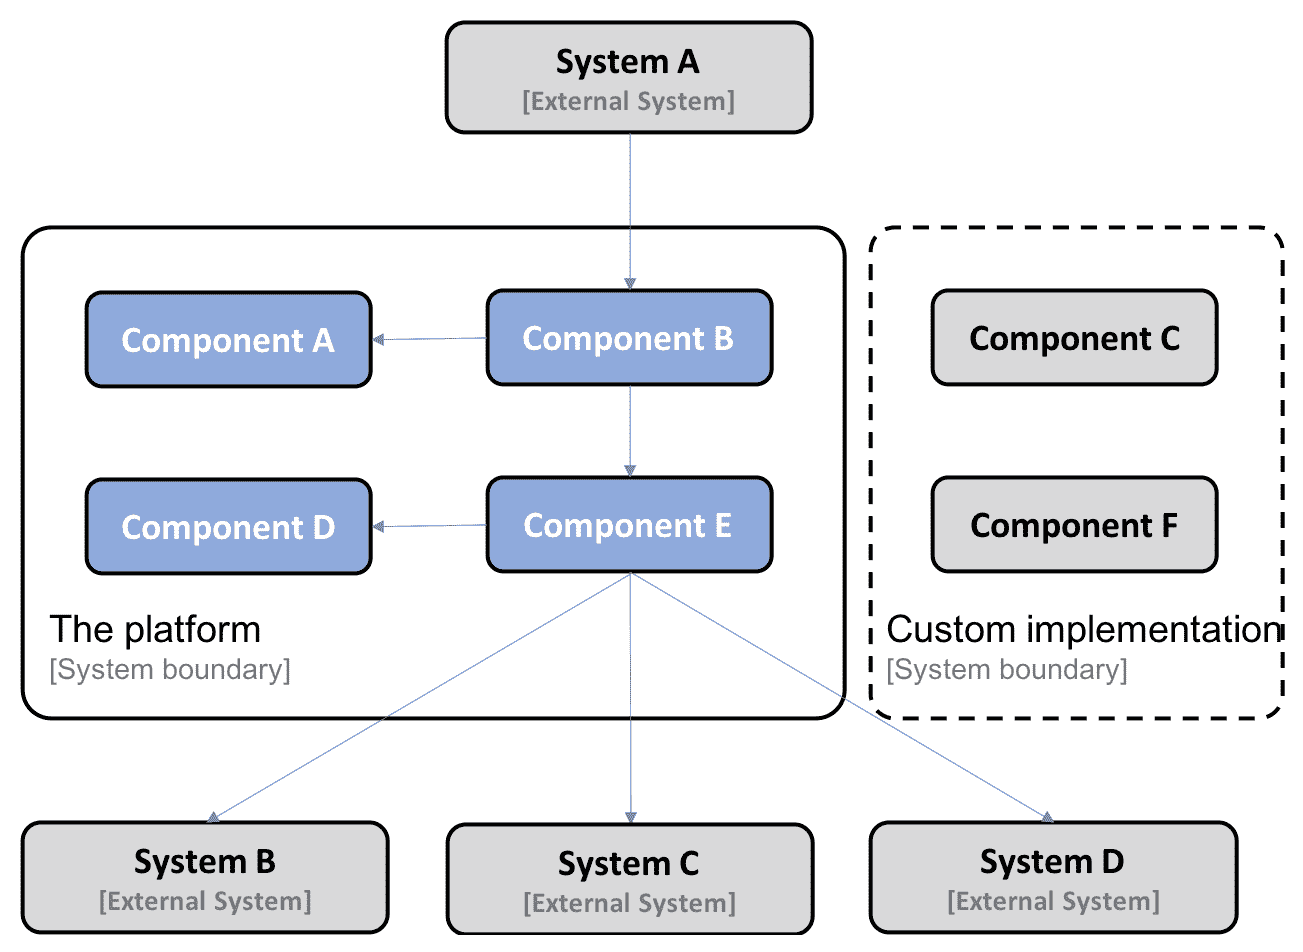 System A
[External System]
Component A
Component B
Component C
Component D
Component E
Component F
The platform
[System boundary]
Custom implementation
[System boundary]
System B
[External System]
System C
[External System]
System D
[External System]